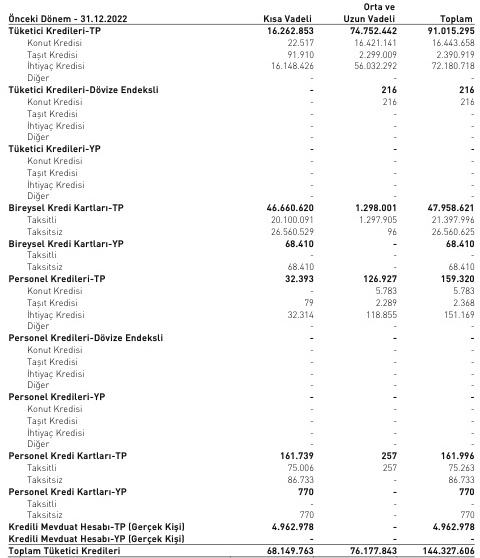 Orta ve
Önceki Dönem - 31.12.2022 Kısa Vadeli Uzun Vadeli Toplam
Tüketici Kredileri-TP 16.262.853 74.752.442 91.015.295
Konut Kredisi 22.517 16.421.141 16.443.658
Taşıt Kredisi 91.910 2.299.009 2.390.919
İhtiyaç Kredisi 16.148.426 56.032.292 72.180.718
Diğer - - -
Tüketici Kredileri-Dövize Endeksli - 216 216
Konut Kredisi - 216 216
Taşıt Kredisi - - -
İhtiyaç Kredisi - - -
Diğer - - -
Tüketici Kredileri-YP - - -
Konut Kredisi - - -
Taşıt Kredisi - - -
İhtiyaç Kredisi - - -
Diğer - - -
Bireysel Kredi Kartları-TP 46.660.620 1.298.001 47.958.621
Taksitli 20.100.091 1.297.905 21.397.996
Taksitsiz 26.560.529 96 26.560.625
Bireysel Kredi Kartları-YP 68.410 - 68.410
Taksitli - - -
Taksitsiz 68.410 - 68.410
Personel Kredileri-TP 32.393 126.927 159.320
Konut Kredisi - 5.783 5.783
Taşıt Kredisi 79 2.289 2.368
İhtiyaç Kredisi 32.314 118.855 151.169
Diğer - - -
Personel Kredileri-Dövize Endeksli - - -
Konut Kredisi - - -
Taşıt Kredisi - - -
İhtiyaç Kredisi - - -
Diğer - - -
Personel Kredileri-YP - - -
Konut Kredisi - - -
Taşıt Kredisi - - -
İhtiyaç Kredisi - - -
Diğer - - -
Personel Kredi Kartları-TP 161.739 257 161.996
Taksitli 75.006 257 75.263
Taksitsiz 86.733 - 86.733
Personel Kredi Kartları-YP 770 - 770
Taksitli - - -
Taksitsiz 770 - 770
Kredili Mevduat Hesabı-TP (Gerçek Kişi) 4.962.978 - 4.962.978
Kredili Mevduat Hesabı-YP (Gerçek Kişi) - - -
Toplam Tüketici Kredileri 68.149.763 76.177.843 144.327.606